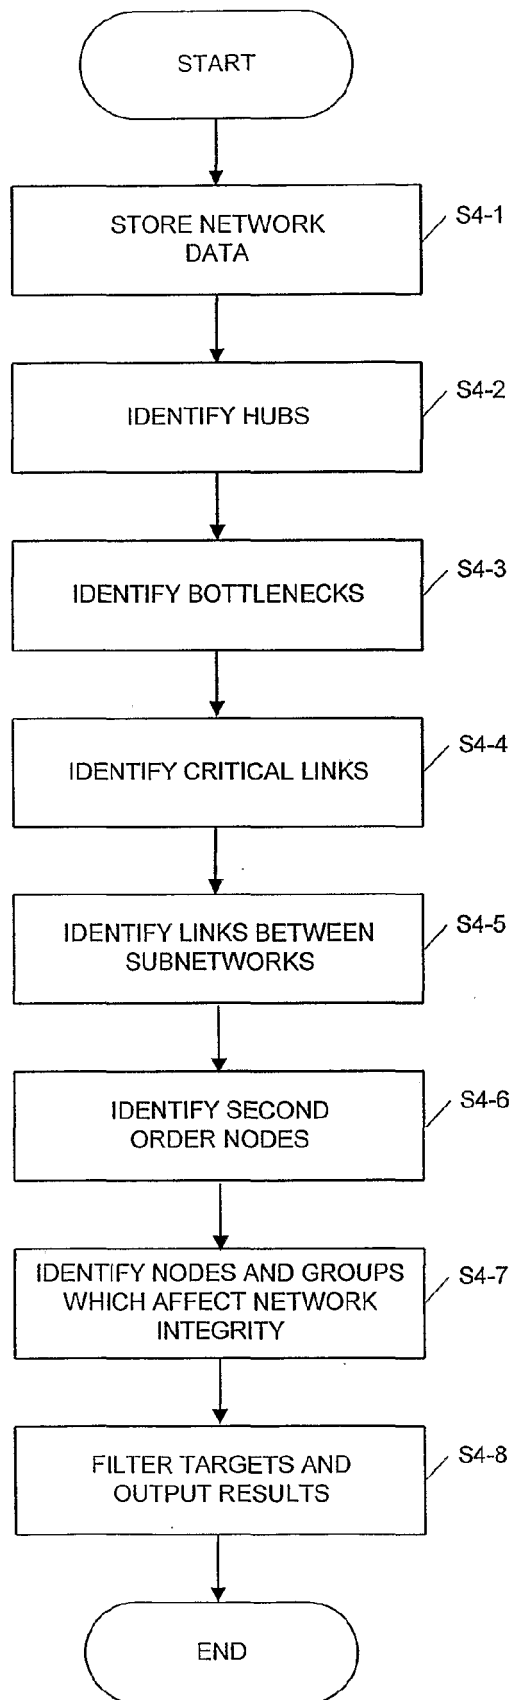 START
STORE NETWORK
DATA
S4-1
IDENTIFY HUBS
S4-2
IDENTIFY BOTTLENECKS
S4-3
IDENTIFY CRITICAL LINKS
S4-4
IDENTIFY LINKS BETWEEN
SUBNETWORKS
S4-5
IDENTIFY SECOND
ORDER NODES
S4-6
IDENTIFY NODES AND GROUPS
WHICH AFFECT NETWORK
INTEGRITY
S4-7
FILTER TARGETS AND
OUTPUT RESULTS
S4-8
END